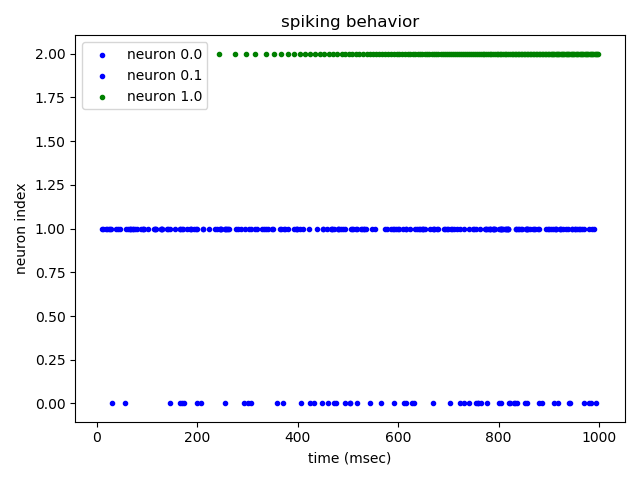 spiking behavior
neuron 0.0
neuron 0.1
neuron 1.0
2.00
1.75
1.50
1.25
1.00
0.75
0.50
0.25
0.00
neuron index
0 200 400 600 800 1000
time (msec)